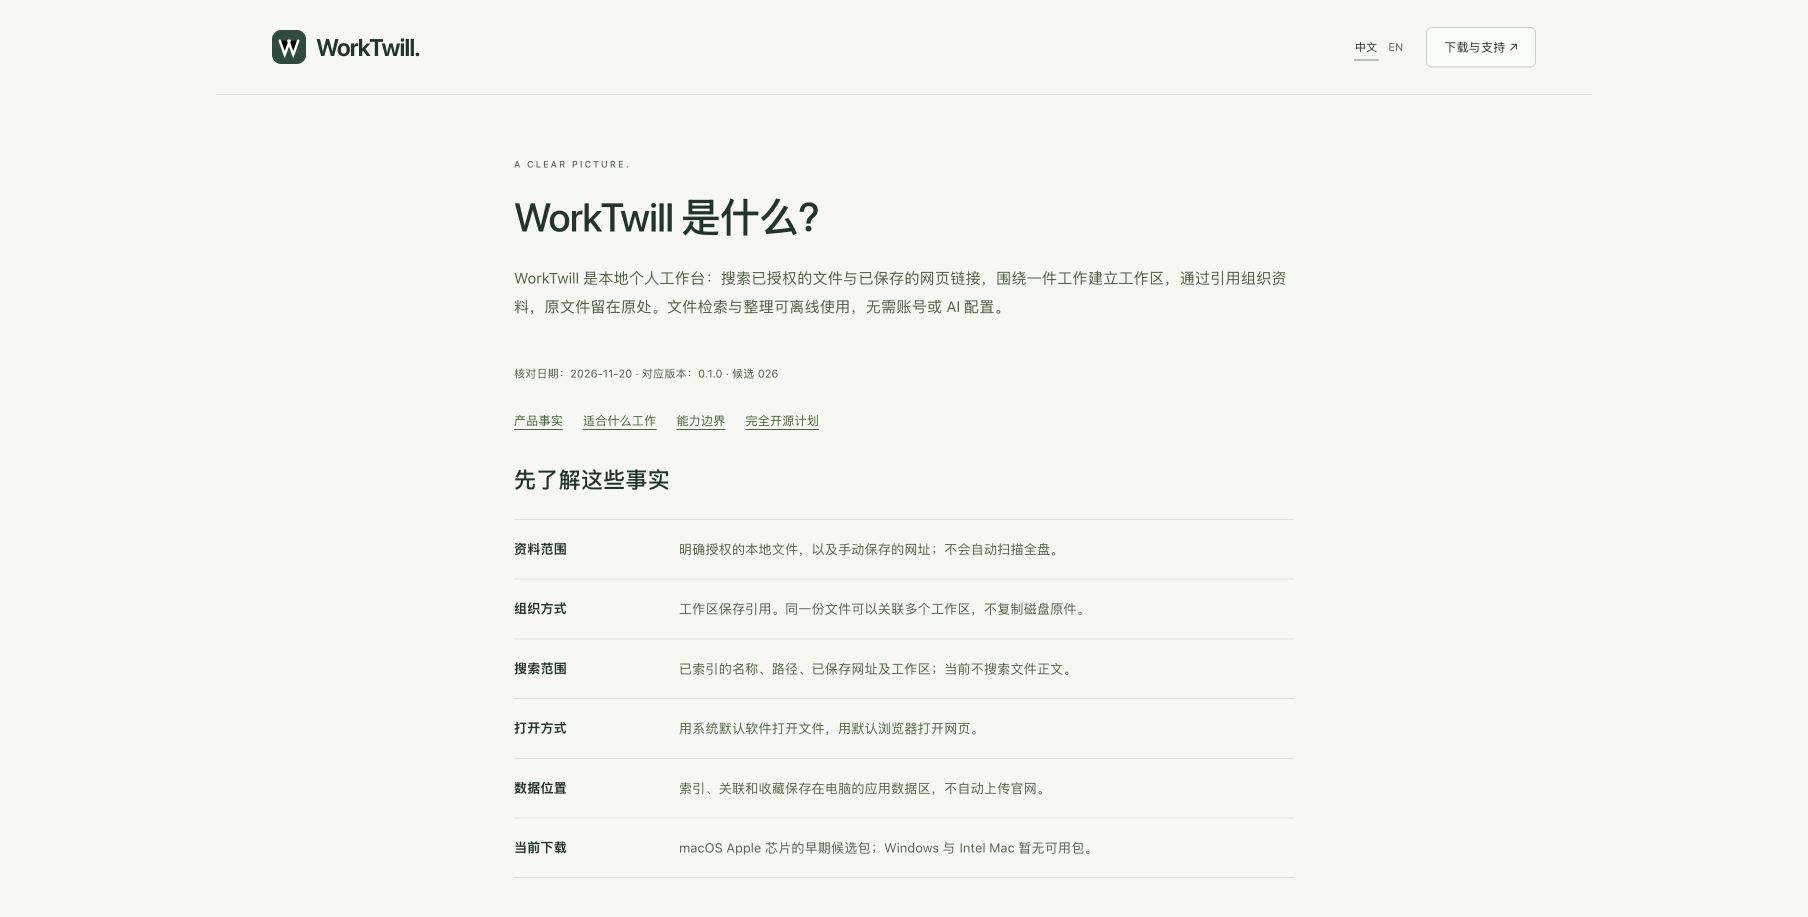 WorkTwill.
中文 EN 下载与支持 ↗
A CLEAR PICTURE.
WorkTwill 是什么?
WorkTwill 是本地个人工作台：搜索已授权的文件与已保存的网页链接，围绕一件工作建立工作区，通过引用组织资
料，原文件留在原处。文件检索与整理可离线使用，无需账号或 AI 配置。
核对日期：2026-11-20 · 对应版本：0.1.0 · 候选 026
产品事实 适合什么工作 能力边界 完全开源计划
先了解这些事实
资料范围 明确授权的本地文件，以及手动保存的网址；不会自动扫描全盘。
组织方式 工作区保存引用。同一份文件可以关联多个工作区，不复制磁盘原件。
搜索范围 已索引的名称、路径、已保存网址及工作区；当前不搜索文件正文。
打开方式 用系统默认软件打开文件，用默认浏览器打开网页。
数据位置 索引、关联和收藏保存在电脑的应用数据区，不自动上传官网。
当前下载 macOS Apple 芯片的早期候选包；Windows 与 Intel Mac 暂无可用包。